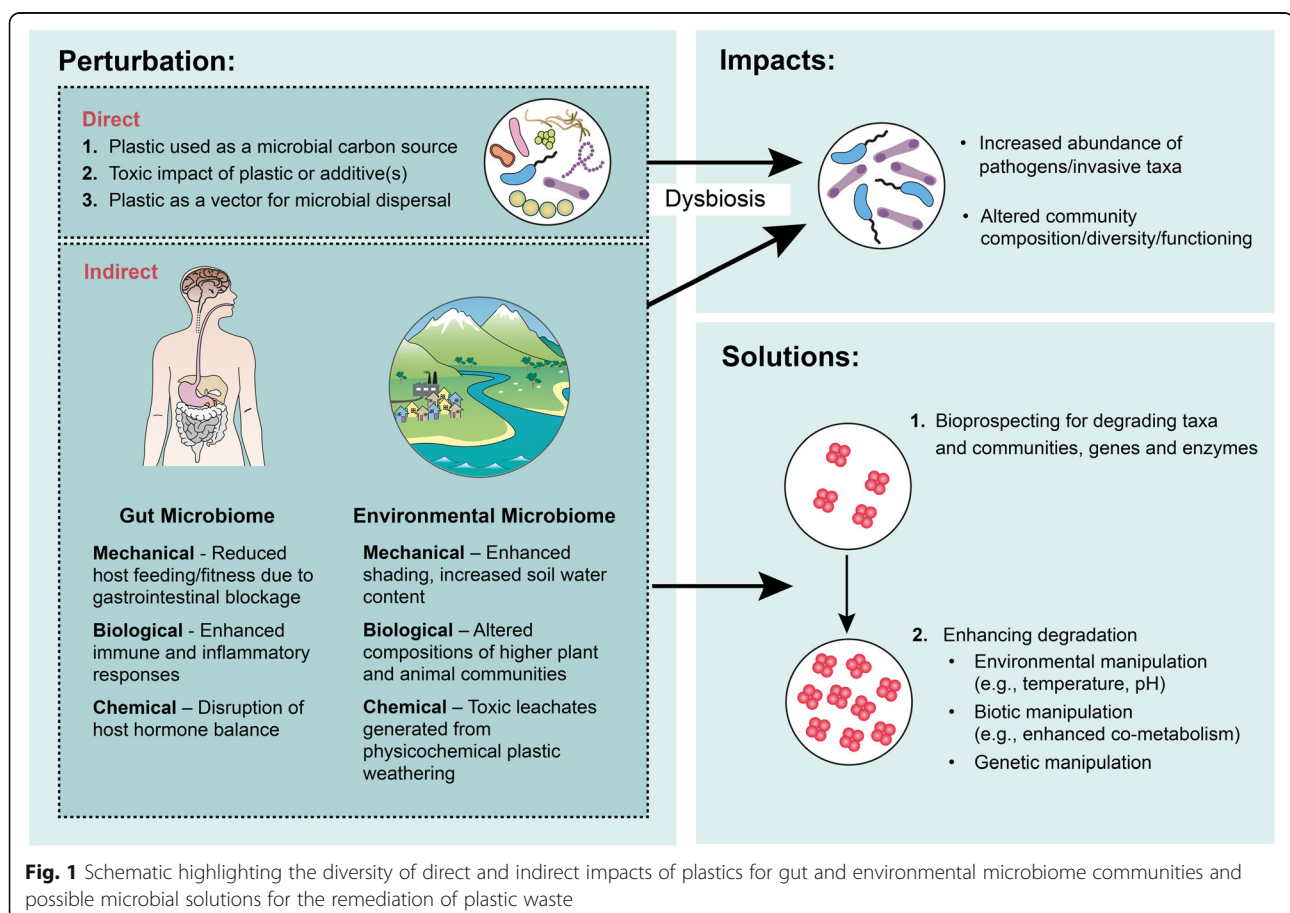 Perturbation:
Direct
1. Plastic used as a microbial carbon source
2. Toxic impact of plastic or additive(s)
3. Plastic as a vector for microbial dispersal
Indirect
Gut Microbiome
Mechanical - Reduced
host feeding/fitness due to
gastrointestinal blockage
Biological - Enhanced
immune and inflammatory
responses
Chemical – Disruption of
host hormone balance
Environmental Microbiome
Mechanical – Enhanced
shading, increased soil water
content
Biological – Altered
compositions of higher plant
and animal communities
Chemical – Toxic leachates
generated from
physicochemical plastic
weathering
Dysbiosis
Impacts:
• Increased abundance of
pathogens/invasive taxa
• Altered community
composition/diversity/functioning
Solutions:
1. Bioprospecting for degrading taxa
and communities, genes and enzymes
2. Enhancing degradation
• Environmental manipulation
(e.g., temperature, pH)
• Biotic manipulation
(e.g., enhanced co-metabolism)
• Genetic manipulation
Fig. 1 Schematic highlighting the diversity of direct and indirect impacts of plastics for gut and environmental microbiome communities and
possible microbial solutions for the remediation of plastic waste